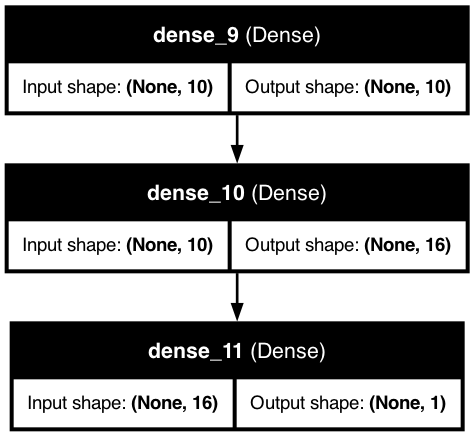 dense_9 (Dense)
Input shape: (None, 10) Output shape: (None, 10)
dense_10 (Dense)
Input shape: (None, 10) Output shape: (None, 16)
dense_11 (Dense)
Input shape: (None, 16) Output shape: (None, 1)